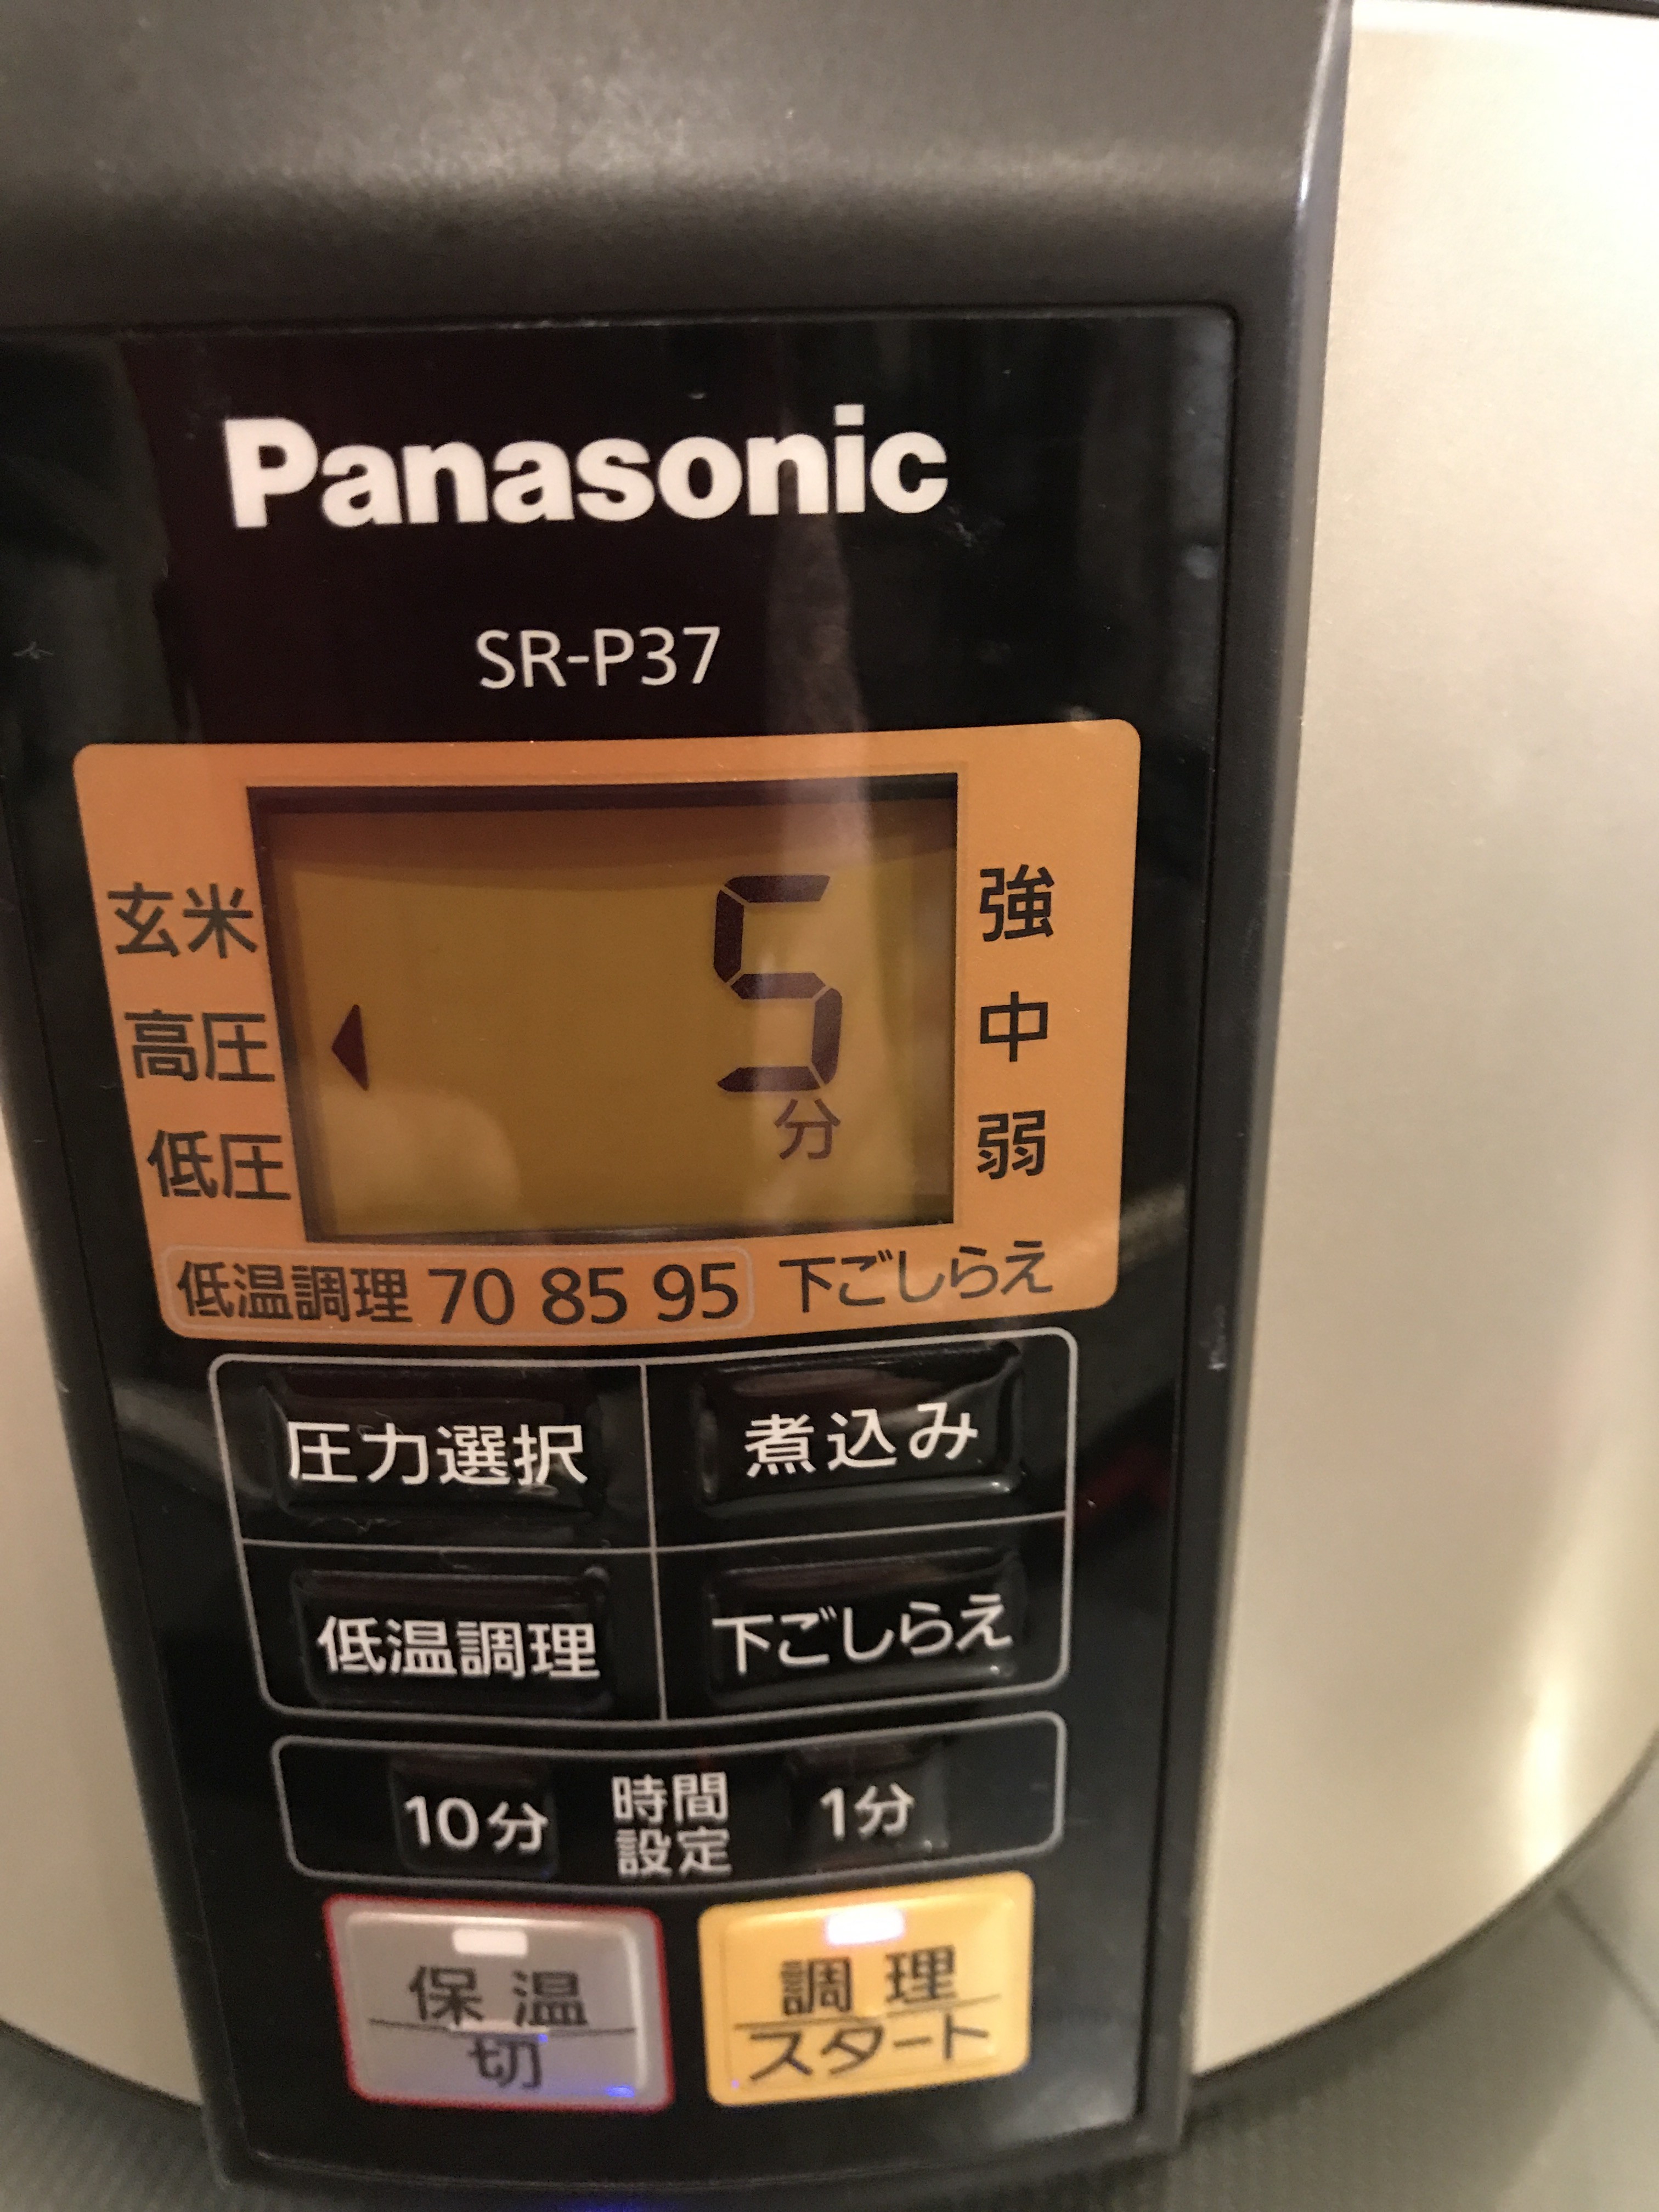 Panasonic
SR-P37
玄米
高圧
低圧
5
分
強
中
弱
低温調理 70 85 95 下ごしらえ
圧力選択 煮込み
低温調理 下ごしらえ
10分 時間設定 1分
保温 調理
切 スタート